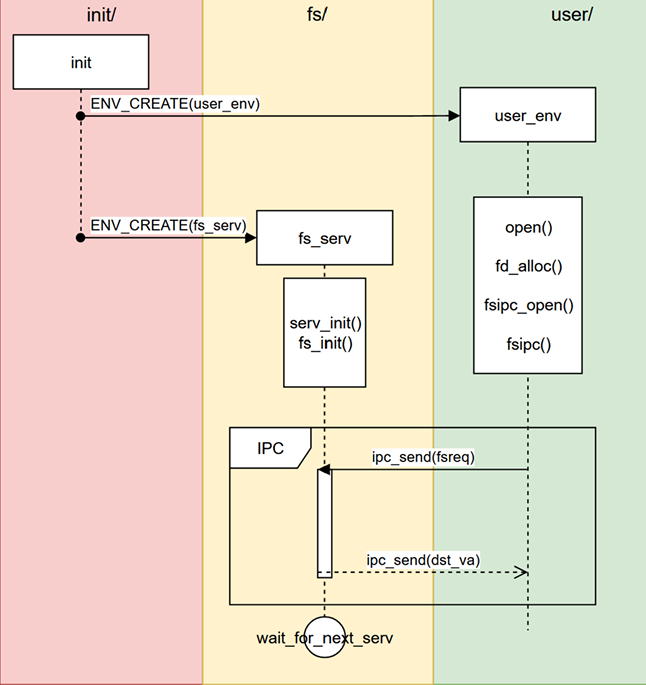 init/
fs/
user/
init
ENV_CREATE(user_env)
user_env
ENV_CREATE(fs_serv)
fs_serv
open()
fd_alloc()
fsipc_open()
fsipc()
serv_init()
fs_init()
IPC
ipc_send(fsreq)
ipc_send(dst_va)
wait_for_next_serv